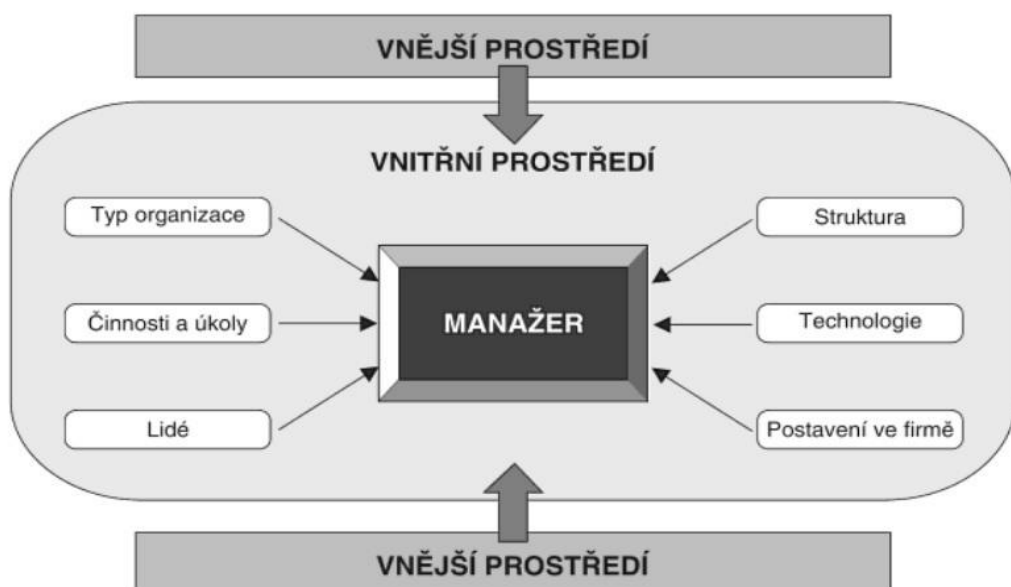 VNĚJŠÍ PROSTŘEDÍ
VNITŘNÍ PROSTŘEDÍ
Typ organizace
Struktura
Činnosti a úkoly
MANAŽER
Technologie
Lidé
Postavení ve firmě
VNĚJŠÍ PROSTŘEDÍ